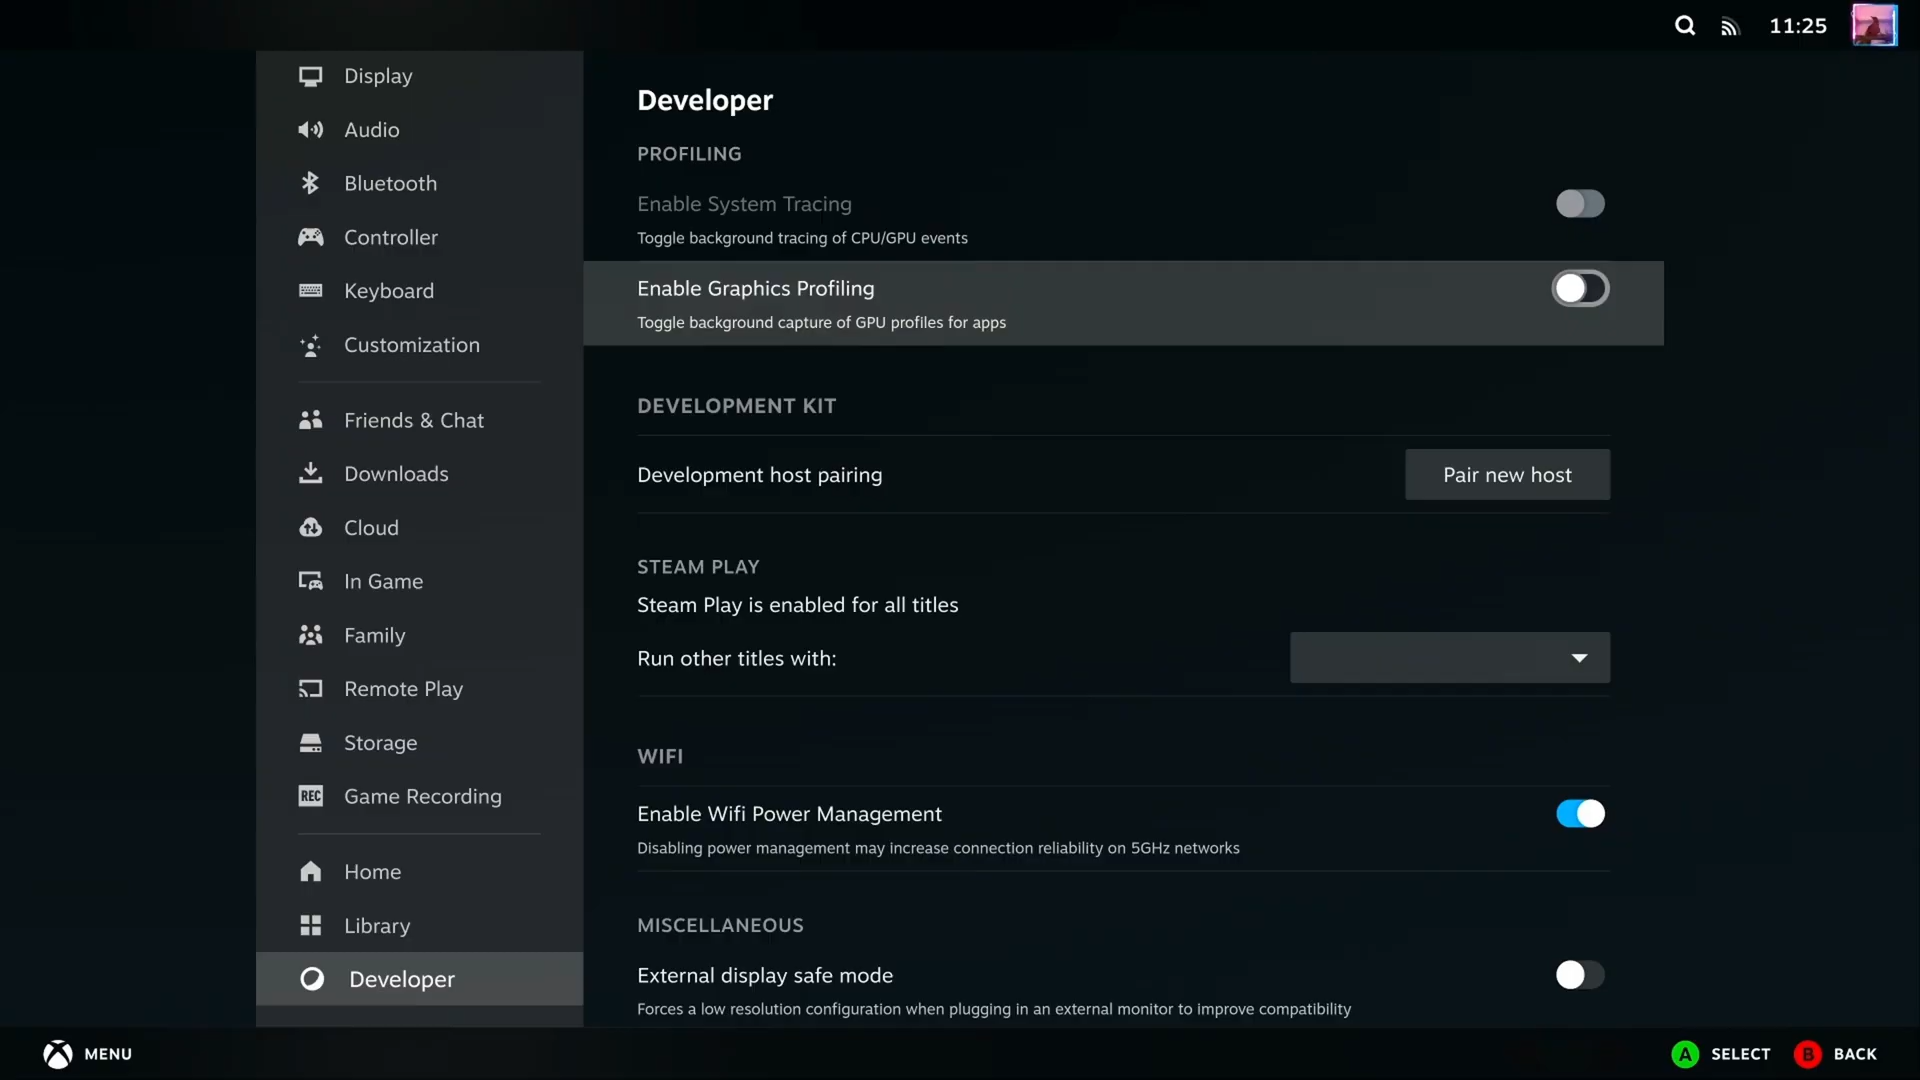 11:25
Display
Audio
Bluetooth
Controller
Keyboard
Customization
Friends & Chat
Downloads
Cloud
In Game
Family
Remote Play
Storage
REC Game Recording
Home
Library
Developer
Developer
PROFILING
Enable System Tracing
Toggle background tracing of CPU/GPU events
Enable Graphics Profiling
Toggle background capture of GPU profiles for apps
DEVELOPMENT KIT
Development host pairing
Pair new host
STEAM PLAY
Steam Play is enabled for all titles
Run other titles with:
WIFI
Enable Wifi Power Management
Disabling power management may increase connection reliability on 5GHz networks
MISCELLANEOUS
External display safe mode
Forces a low resolution configuration when plugging in an external monitor to improve compatibility
MENU
A SELECT B BACK